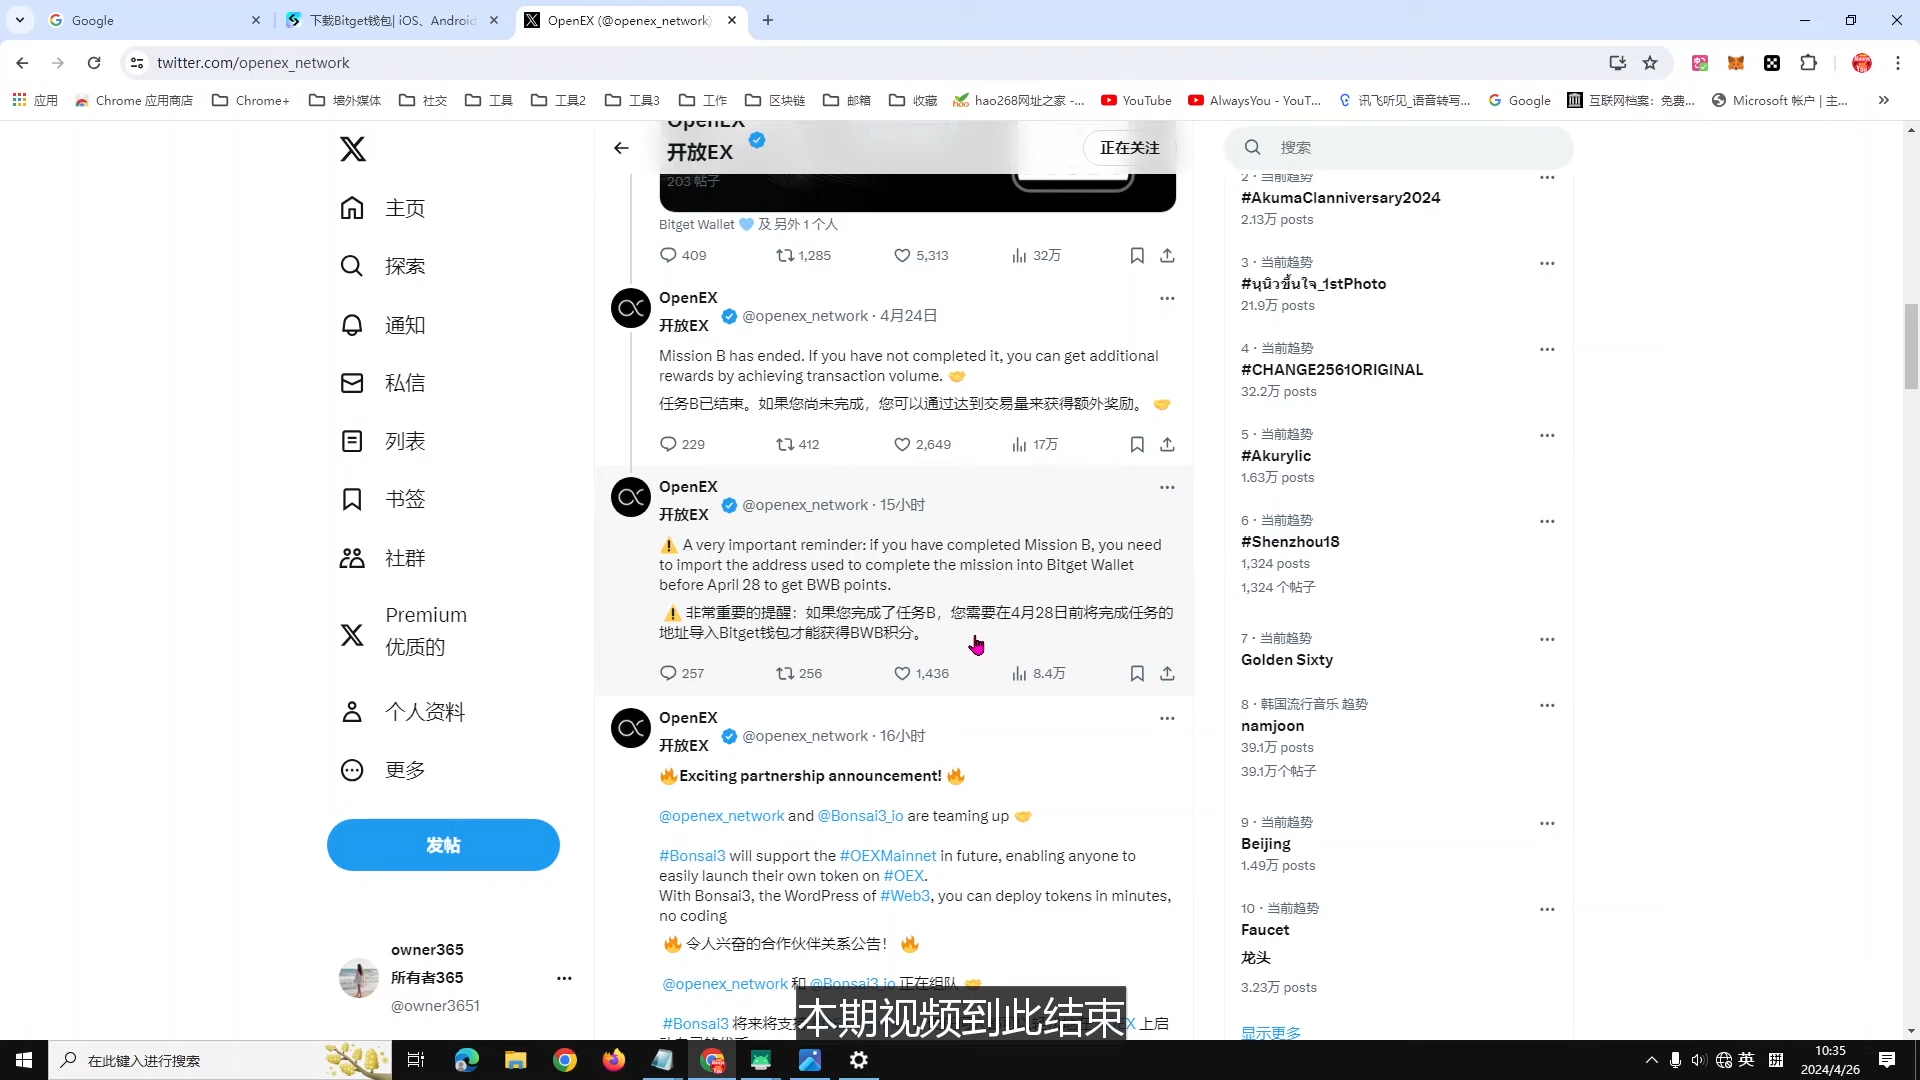 Google
下载Bitget钱包| iOS、Android
OpenEX (@openex_network)
twitter.com/openex_network
应用
Chrome 应用商店
Chrome+
墙外媒体
社交
工具
工具2
工具3
工作
区块链
邮箱
收藏
hao268网址之家 -...
YouTube
AlwaysYou - YouT...
讯飞听见_语音转写...
Google
互联网档案：免费...
Microsoft 帐户 | 主...
主页
探索
通知
私信
列表
书签
社群
Premium
优质的
个人资料
更多
发帖
owner365
所有者365
@owner3651
OpenEX
开放EX
203 帖子
正在关注
Bitget Wallet 🩵 及 另外 1 个人
409 1,285 5,313 32万
OpenEX
开放EX @openex_network · 4月24日
Mission B has ended. If you have not completed it, you can get additional
rewards by achieving transaction volume. 🤝
任务B已结束。如果您尚未完成，您可以通过达到交易量来获得额外奖励。 🤝
229 412 2,649 17万
OpenEX
开放EX @openex_network · 15小时
⚠️ A very important reminder: if you have completed Mission B, you need
to import the address used to complete the mission into Bitget Wallet
before April 28 to get BWB points.
⚠️ 非常重要的提醒：如果您完成了任务B，您需要在4月28日前将完成任务的
地址导入Bitget钱包才能获得BWB积分。
257 256 1,436 8.4万
OpenEX
开放EX @openex_network · 16小时
🔥Exciting partnership announcement! 🔥
@openex_network and @Bonsai3_io are teaming up 🤝
#Bonsai3 will support the #OEXMainnet in future, enabling anyone to
easily launch their own token on #OEX.
With Bonsai3, the WordPress of #Web3, you can deploy tokens in minutes,
no coding
🔥 令人兴奋的合作伙伴关系公告！ 🔥
@openex_network 和 @Bonsai3_io 正在组队 🤝
#Bonsai3 将来将支
上启
本期视频到此结束
搜索
2 · 当前趋势
#AkumaClanniversary2024
2.13万 posts
3 · 当前趋势
#นุนิวขึ้นใจ_1stPhoto
21.9万 posts
4 · 当前趋势
#CHANGE2561ORIGINAL
32.2万 posts
5 · 当前趋势
#Akurylic
1.63万 posts
6 · 当前趋势
#Shenzhou18
1,324 posts
1,324 个帖子
7 · 当前趋势
Golden Sixty
8 · 韩国流行音乐 趋势
namjoon
39.1万 posts
39.1万个帖子
9 · 当前趋势
Beijing
1.49万 posts
10 · 当前趋势
Faucet
龙头
3.23万 posts
显示更多
在此键入进行搜索
英
拼
10:35
2024/4/26